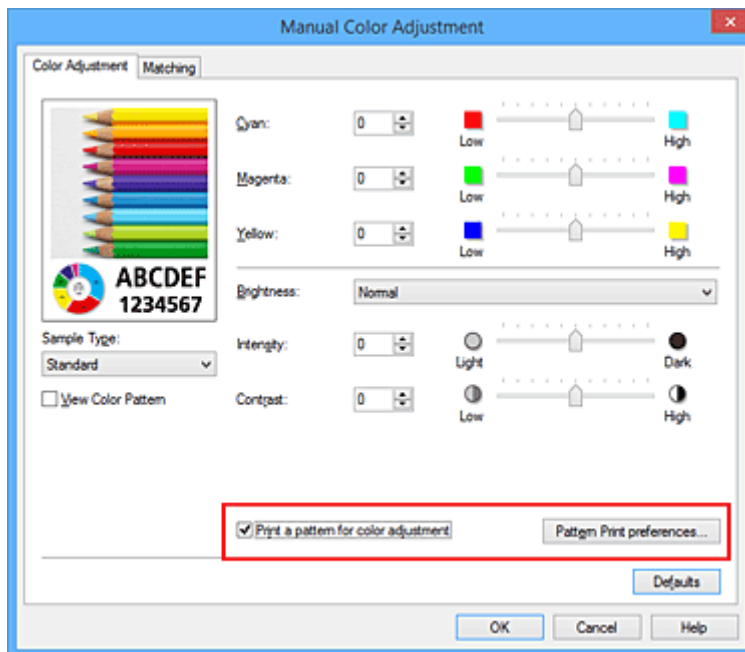 Manual Color Adjustment
Color Adjustment
Matching
ABCDEF
1234567
Sample Type:
Standard
View Color Pattern
Cyan: 0
Low High
Magenta: 0
Low High
Yellow: 0
Low High
Brightness: Normal
Intensity: 0
Light Dark
Contrast: 0
Low High
Print a pattern for color adjustment
Pattern Print preferences...
Defaults
OK Cancel Help